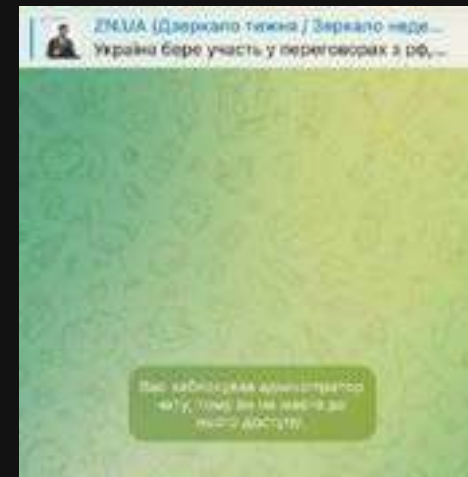 ZN.UA (Дзеркало тижня / Зеркало неде...
Україна бере участь у переговорах з рф,...
Вас заблокував адміністратор
чату, тому ви не маєте до
нього доступу.